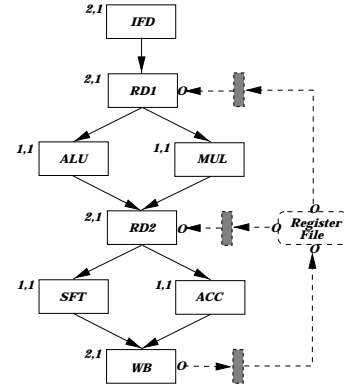 2,1 IFD
2,1 RD1 O
1,1 ALU 1,1 MUL
O
2,1 RD2 O O Register
File
O
1,1 SFT 1,1 ACC
2,1 WB O